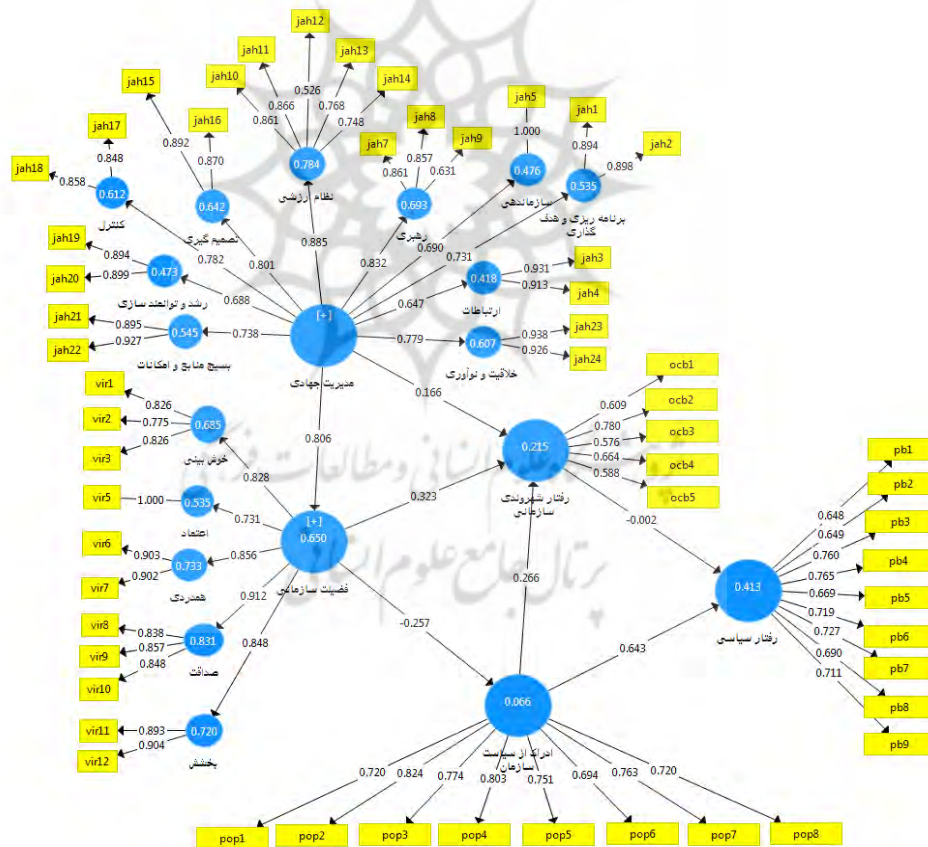 jah12
jah11
jah13
jah10
jah14
jah15
jah5
jah8
jah1
0.526
jah16
jah7
jah9
0.866
0.768
jah2
jah17
0.861
0.748
1.000
0.894
0.892
0.870
0.857
jah18
0.848
0.861
0.631
0.898
0.784
0.476
0.858
0.535
0.612
0.642
نظام ارزشی
0.693
سازماندهی
برنامه ریزی و هدف
گذاری
کنترل
تصمیم گیری
رهبری
0.885
0.690
jah19
0.782
0.801
0.832
0.731
0.894
0.931
jah3
jah20
0.899
0.473
0.418
0.913
jah4
رشد و توانمند سازی
0.688
0.647
ارتباطات
jah21
0.895
[+]
0.938
jah23
0.545
0.738
0.779
0.607
jah22
0.927
0.926
jah24
بسیج منابع و امکانات
مدیریت جهادی
خلاقیت و نوآوری
ocb1
vir1
0.166
0.609
ocb2
0.826
0.780
vir2
0.775
0.685
0.806
0.215
0.576
ocb3
pb1
vir3
0.826
خوش بینی
0.664
ocb4
0.588
pb2
0.828
رفتار شهروندی
سازمانی
ocb5
vir5
1.000
0.535
0.323
0.648
pb3
0.731
[+]
-0.002
0.649
اعتماد
0.650
0.760
pb4
vir6
0.903
0.856
0.733
0.765
0.266
0.413
0.669
pb5
vir7
0.902
همدردی
فضیلت سازمانی
0.719
0.912
-0.257
0.727
pb6
vir8
0.838
رفتار سیاسی
0.690
vir9
0.857
0.831
0.848
0.643
0.711
pb7
vir10
0.848
صداقت
pb8
0.066
vir11
0.893
0.720
pb9
vir12
0.904
بخشش
ادراک از سیاست
سازمان
0.720
0.824
0.774
0.803
0.751
0.694
0.763
0.720
pop1
pop2
pop3
pop4
pop5
pop6
pop7
pop8
پرتال جامع علوم انسانی